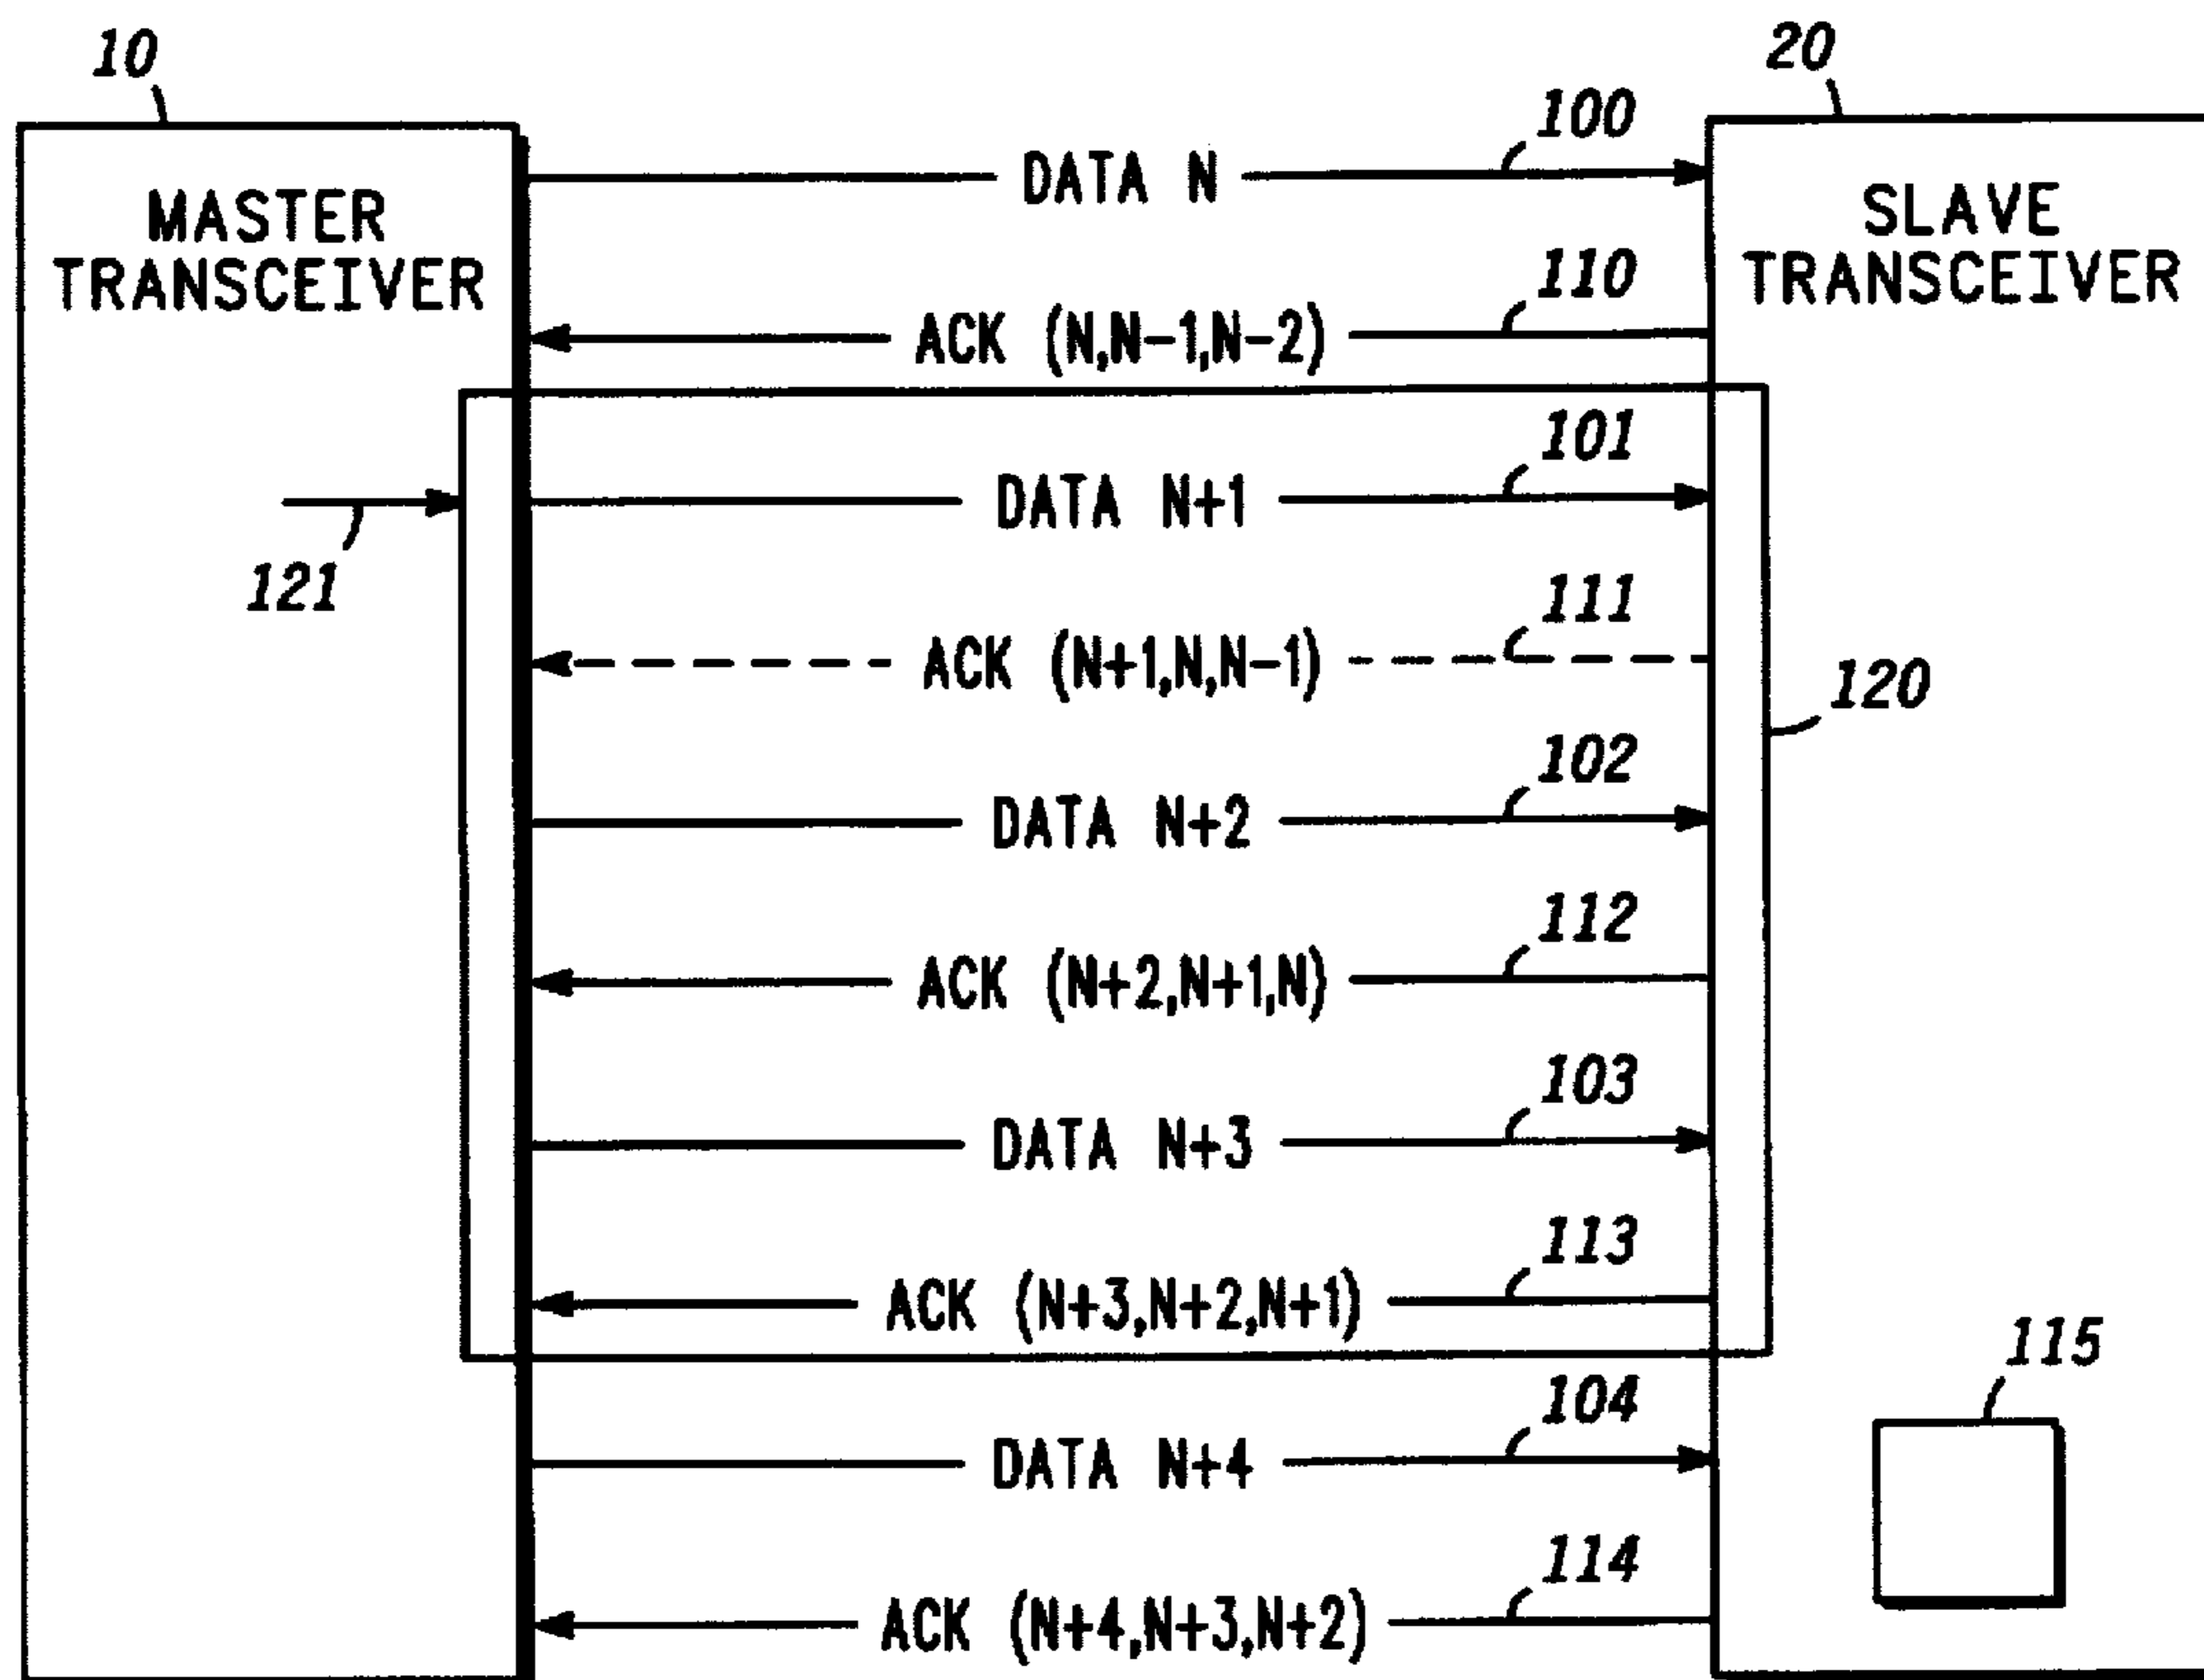 10
20
100
MASTER
TRANSCEIVER
DATA N
SLAVE
TRANSCEIVER
110
ACK (N,N-1,N-2)
101
DATA N+1
121
111
ACK (N+1,N,N-1)
120
102
DATA N+2
112
ACK (N+2,N+1,N)
103
DATA N+3
113
ACK (N+3,N+2,N+1)
115
104
DATA N+4
114
ACK (N+4,N+3,N+2)